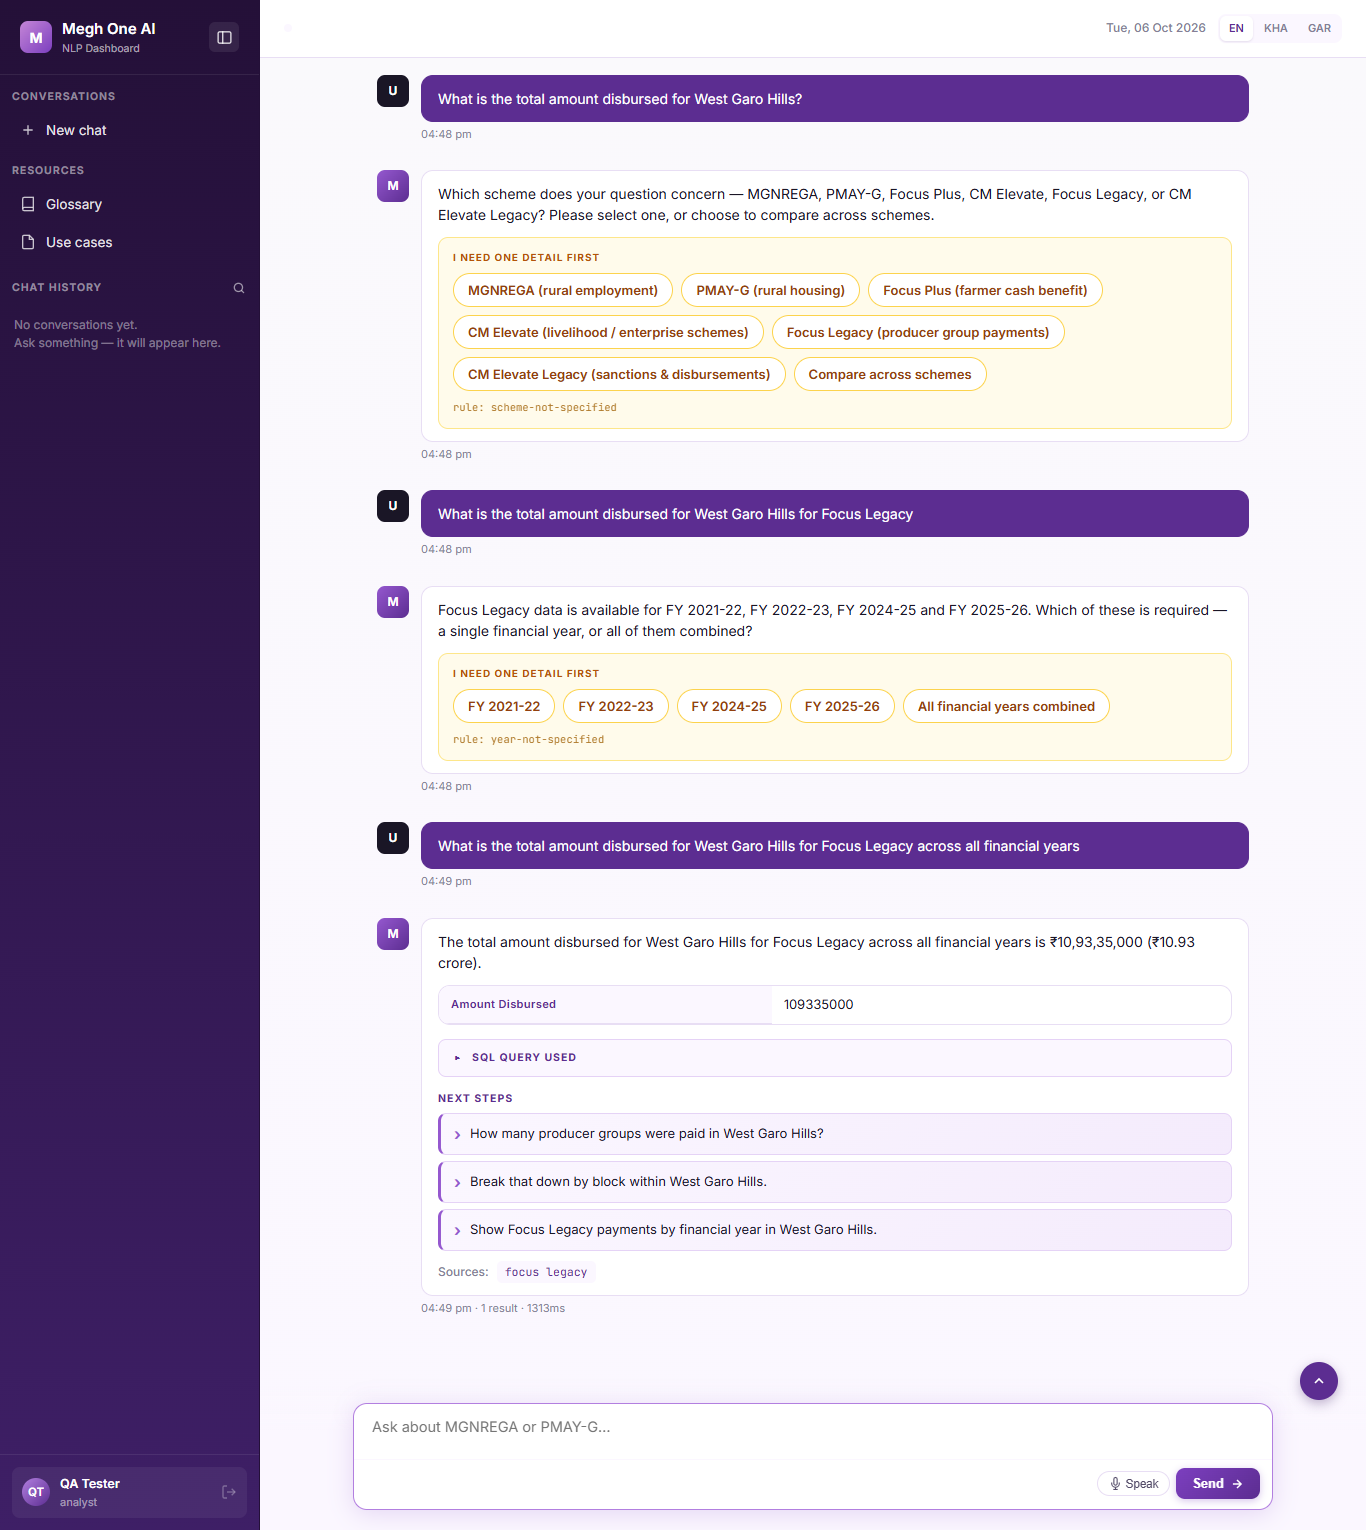 M
Megh One AI
NLP Dashboard
CONVERSATIONS
+ New chat
RESOURCES
Glossary
Use cases
CHAT HISTORY
No conversations yet.
Ask something — it will appear here.
QT
QA Tester
analyst
Tue, 06 Oct 2026
EN KHA GAR
U
What is the total amount disbursed for West Garo Hills?
04:48 pm
M
Which scheme does your question concern — MGNREGA, PMAY-G, Focus Plus, CM Elevate, Focus Legacy, or CM
Elevate Legacy? Please select one, or choose to compare across schemes.
I NEED ONE DETAIL FIRST
MGNREGA (rural employment) PMAY-G (rural housing) Focus Plus (farmer cash benefit)
CM Elevate (livelihood / enterprise schemes) Focus Legacy (producer group payments)
CM Elevate Legacy (sanctions & disbursements) Compare across schemes
rule: scheme-not-specified
04:48 pm
U
What is the total amount disbursed for West Garo Hills for Focus Legacy
04:48 pm
M
Focus Legacy data is available for FY 2021-22, FY 2022-23, FY 2024-25 and FY 2025-26. Which of these is required —
a single financial year, or all of them combined?
I NEED ONE DETAIL FIRST
FY 2021-22 FY 2022-23 FY 2024-25 FY 2025-26 All financial years combined
rule: year-not-specified
04:48 pm
U
What is the total amount disbursed for West Garo Hills for Focus Legacy across all financial years
04:49 pm
M
The total amount disbursed for West Garo Hills for Focus Legacy across all financial years is ₹10,93,35,000 (₹10.93
crore).
Amount Disbursed 109335000
SQL QUERY USED
NEXT STEPS
How many producer groups were paid in West Garo Hills?
Break that down by block within West Garo Hills.
Show Focus Legacy payments by financial year in West Garo Hills.
Sources: focus legacy
04:49 pm · 1 result · 1313ms
Ask about MGNREGA or PMAY-G...
Speak Send →